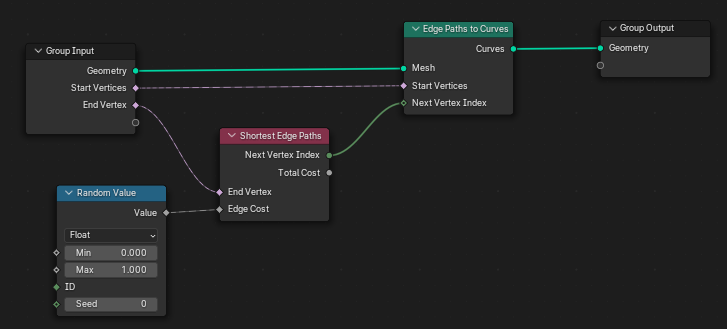 Group Input
Geometry
Start Vertices
End Vertex
Random Value
Value
Float
Min 0.000
Max 1.000
ID
Seed 0
Shortest Edge Paths
Next Vertex Index
Total Cost
End Vertex
Edge Cost
Edge Paths to Curves
Curves
Mesh
Start Vertices
Next Vertex Index
Group Output
Geometry